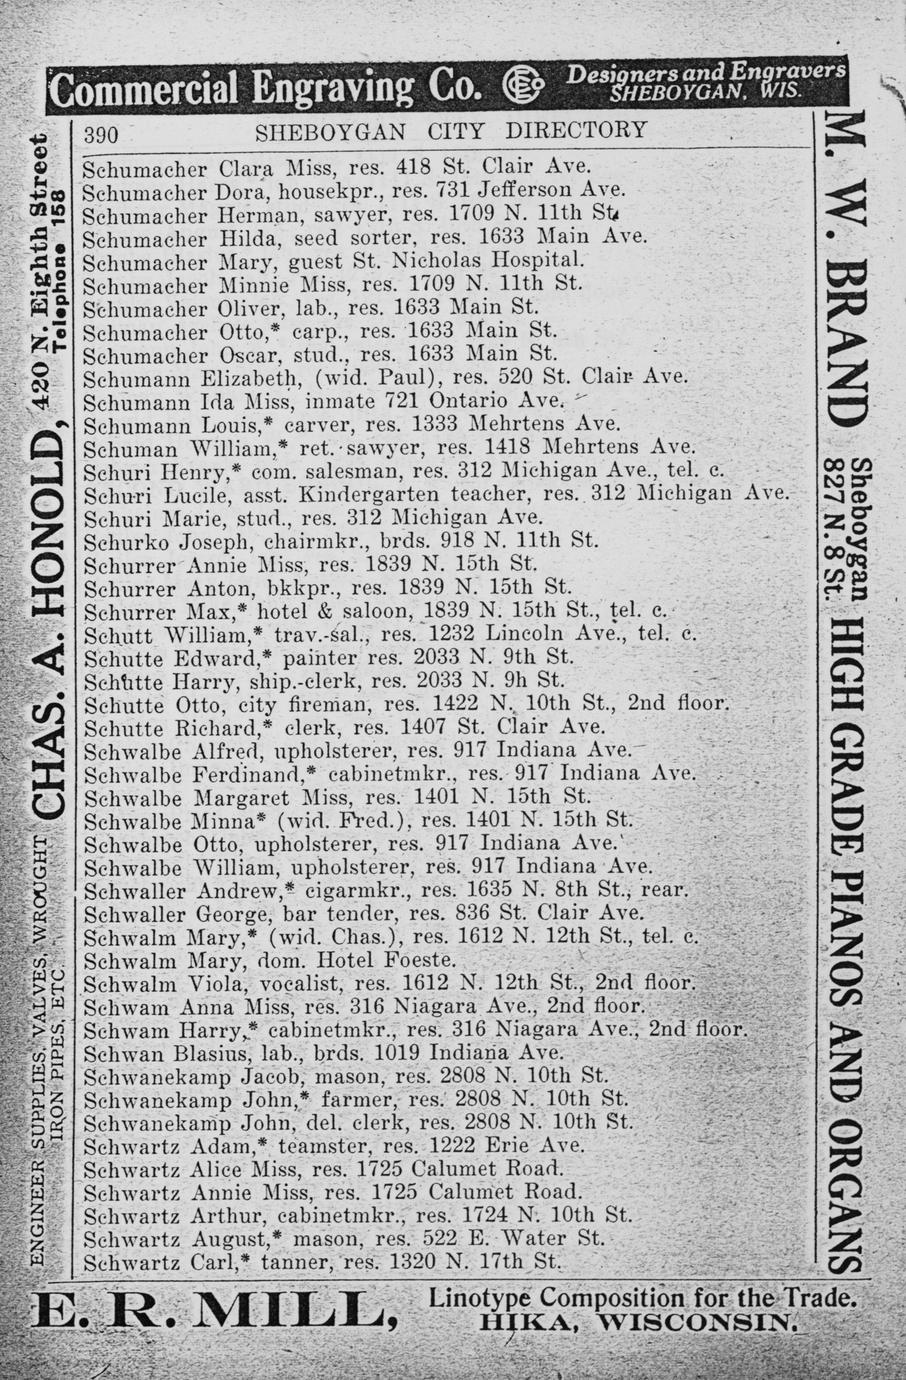 Commercial Engraving Co. CEC Designers and Engravers
SHEBOYGAN, WIS.
390 SHEBOYGAN CITY DIRECTORY
Schumacher Clara Miss, res. 418 St. Clair Ave.
Schumacher Dora, housekpr., res. 731 Jefferson Ave.
Schumacher Herman, sawyer, res. 1709 N. 11th St.
Schumacher Hilda, seed sorter, res. 1633 Main Ave.
Schumacher Mary, guest St. Nicholas Hospital.
Schumacher Minnie Miss, res. 1709 N. 11th St.
Schumacher Oliver, lab., res. 1633 Main St.
Schumacher Otto,* carp., res. 1633 Main St.
Schumacher Oscar, stud., res. 1633 Main St.
Schumann Elizabeth, (wid. Paul), res. 520 St. Clair Ave.
Schumann Ida Miss, inmate 721 Ontario Ave.
Schumann Louis,* carver, res. 1333 Mehrtens Ave.
Schuman William,* ret. sawyer, res. 1418 Mehrtens Ave.
Schuri Henry,* com. salesman, res. 312 Michigan Ave., tel. c.
Schuri Lucile, asst. Kindergarten teacher, res. 312 Michigan Ave.
Schuri Marie, stud., res. 312 Michigan Ave.
Schurko Joseph, chairmkr., brds. 918 N. 11th St.
Schurrer Annie Miss, res. 1839 N. 15th St.
Schurrer Anton, bkkpr., res. 1839 N. 15th St.
Schurrer Max,* hotel & saloon, 1839 N. 15th St., tel. c.
Schutt William,* trav.-sal., res. 1232 Lincoln Ave., tel. c.
Schutte Edward,* painter res. 2033 N. 9th St.
Schutte Harry, ship.-clerk, res. 2033 N. 9h St.
Schutte Otto, city fireman, res. 1422 N. 10th St., 2nd floor.
Schutte Richard,* clerk, res. 1407 St. Clair Ave.
Schwalbe Alfred, upholsterer, res. 917 Indiana Ave.
Schwalbe Ferdinand,* cabinetmkr., res. 917 Indiana Ave.
Schwalbe Margaret Miss, res. 1401 N. 15th St.
Schwalbe Minna* (wid. Fred.), res. 1401 N. 15th St.
Schwalbe Otto, upholsterer, res. 917 Indiana Ave.
Schwalbe William, upholsterer, res. 917 Indiana Ave.
Schwaller Andrew,* cigarmkr., res. 1635 N. 8th St., rear.
Schwaller George, bar tender, res. 836 St. Clair Ave.
Schwalm Mary,* (wid. Chas.), res. 1612 N. 12th St., tel. c.
Schwalm Mary, dom. Hotel Foeste.
Schwalm Viola, vocalist, res. 1612 N. 12th St., 2nd floor.
Schwam Anna Miss, res. 316 Niagara Ave., 2nd floor.
Schwam Harry,* cabinetmkr., res. 316 Niagara Ave., 2nd floor.
Schwan Blasius, lab., brds. 1019 Indiana Ave.
Schwanekamp Jacob, mason, res. 2808 N. 10th St.
Schwanekamp John,* farmer, res. 2808 N. 10th St.
Schwanekamp John, del. clerk, res. 2808 N. 10th St.
Schwartz Adam,* teamster, res. 1222 Erie Ave.
Schwartz Alice Miss, res. 1725 Calumet Road.
Schwartz Annie Miss, res. 1725 Calumet Road.
Schwartz Arthur, cabinetmkr., res. 1724 N. 10th St.
Schwartz August,* mason, res. 522 E. Water St.
Schwartz Carl,* tanner, res. 1320 N. 17th St.
ENGINEER SUPPLIES, VALVES, WROUGHT
IRON PIPES, ETC.
CHAS. A. HONOLD,
420 N. Eighth Street
Telephone 158
M. W. BRAND
Sheboygan
827 N. 8 St.
HIGH GRADE PIANOS AND ORGANS
E. R. MILL, Linotype Composition for the Trade.
HIKA, WISCONSIN.